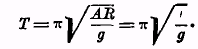 T = π√(AR/g) = π√(′/g).